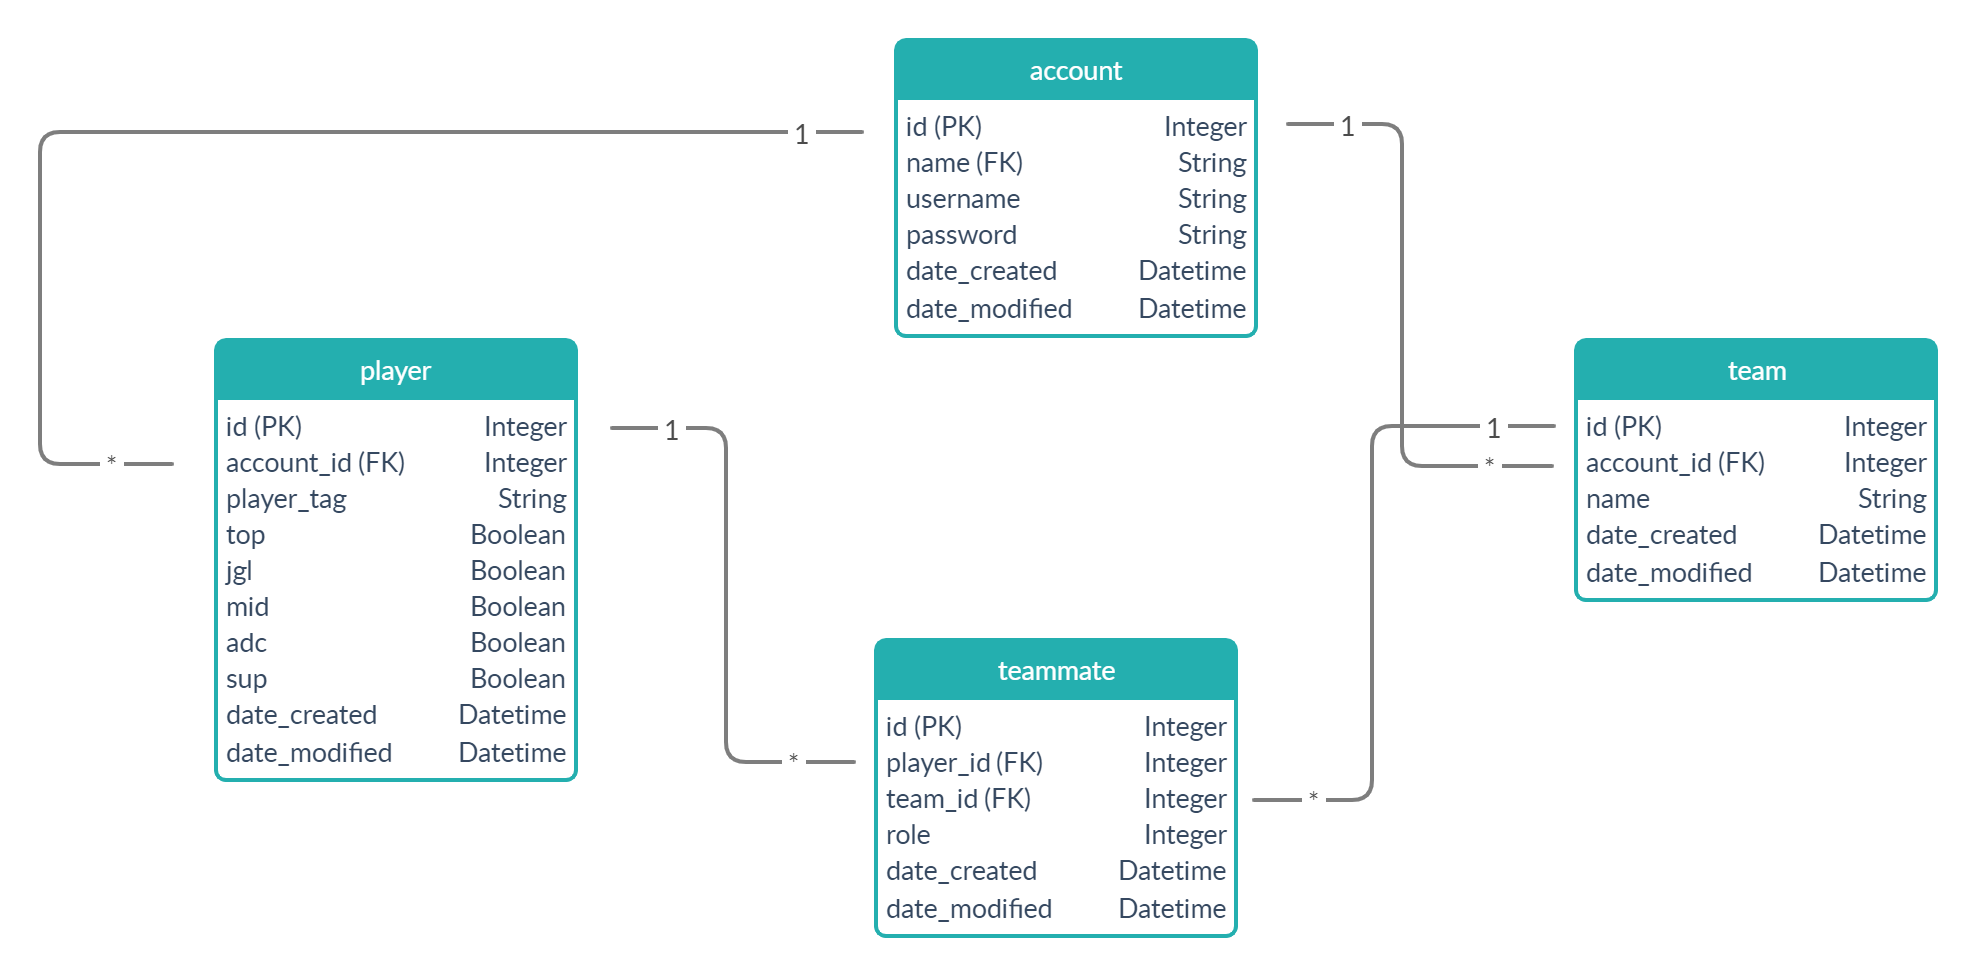 account
id (PK) Integer
name (FK) String
username String
password String
date_created Datetime
date_modified Datetime
1
1
player
id (PK) Integer
account_id (FK) Integer
player_tag String
top Boolean
jgl Boolean
mid Boolean
adc Boolean
sup Boolean
date_created Datetime
date_modified Datetime
*
1
*
team
id (PK) Integer
account_id (FK) Integer
name String
date_created Datetime
date_modified Datetime
1
*
teammate
id (PK) Integer
player_id (FK) Integer
team_id (FK) Integer
role Integer
date_created Datetime
date_modified Datetime
*